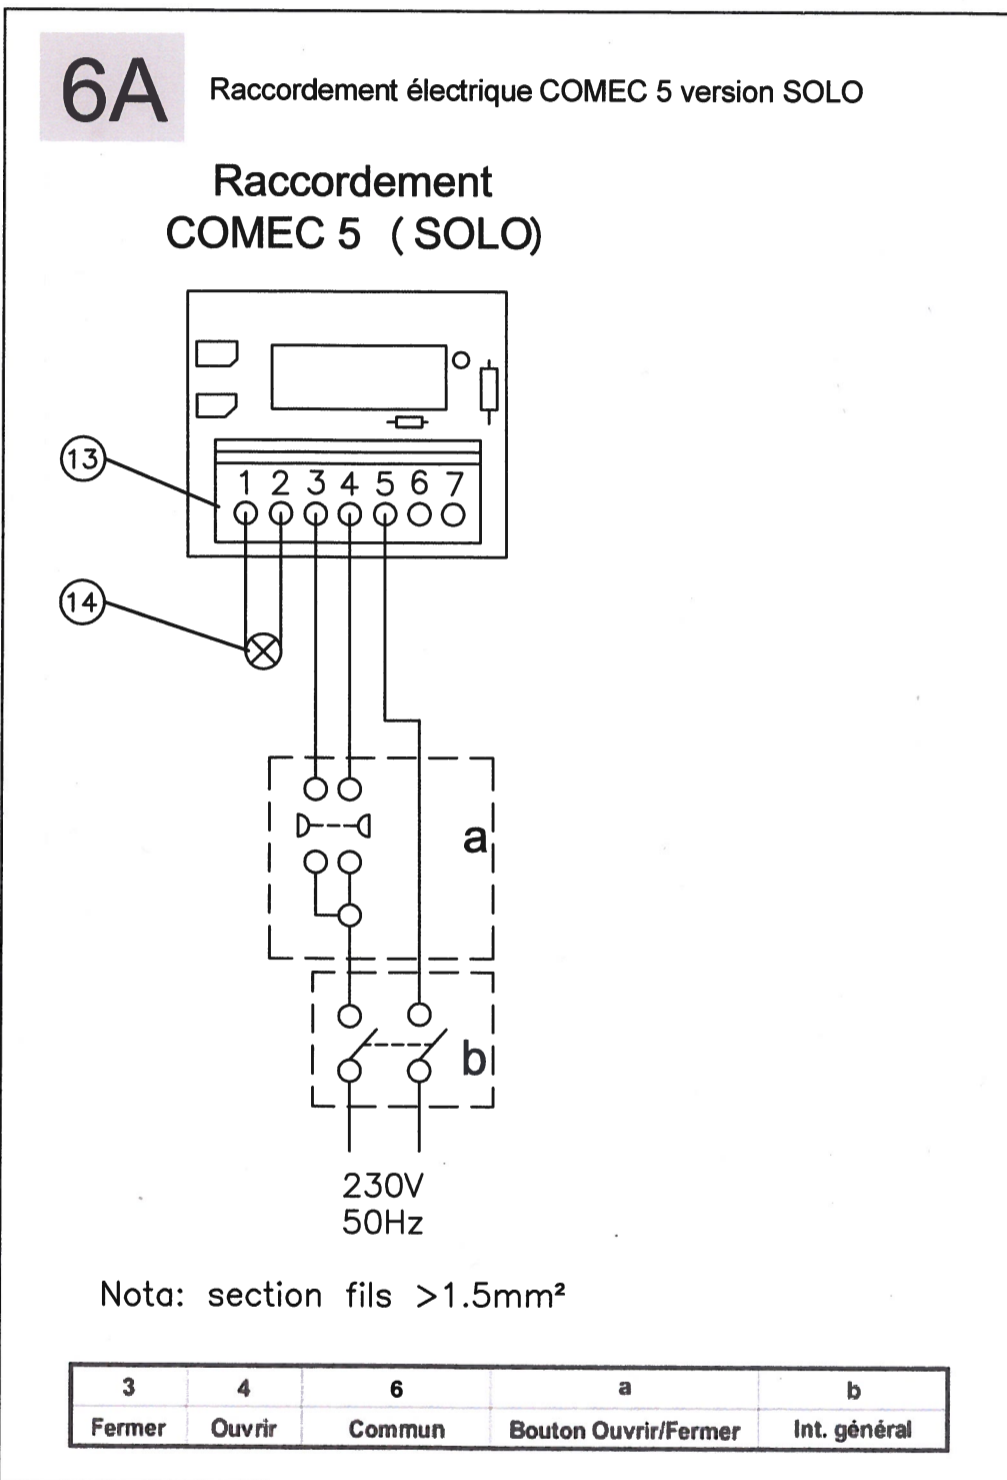 6A
Raccordement électrique COMEC 5 version SOLO
Raccordement
COMEC 5 (SOLO)
13
1 2 3 4 5 6 7
14
a
b
230V
50Hz
Nota: section fils >1.5mm²
3 4 6 a b
Fermer Ouvrir Commun Bouton Ouvrir/Fermer Int. général